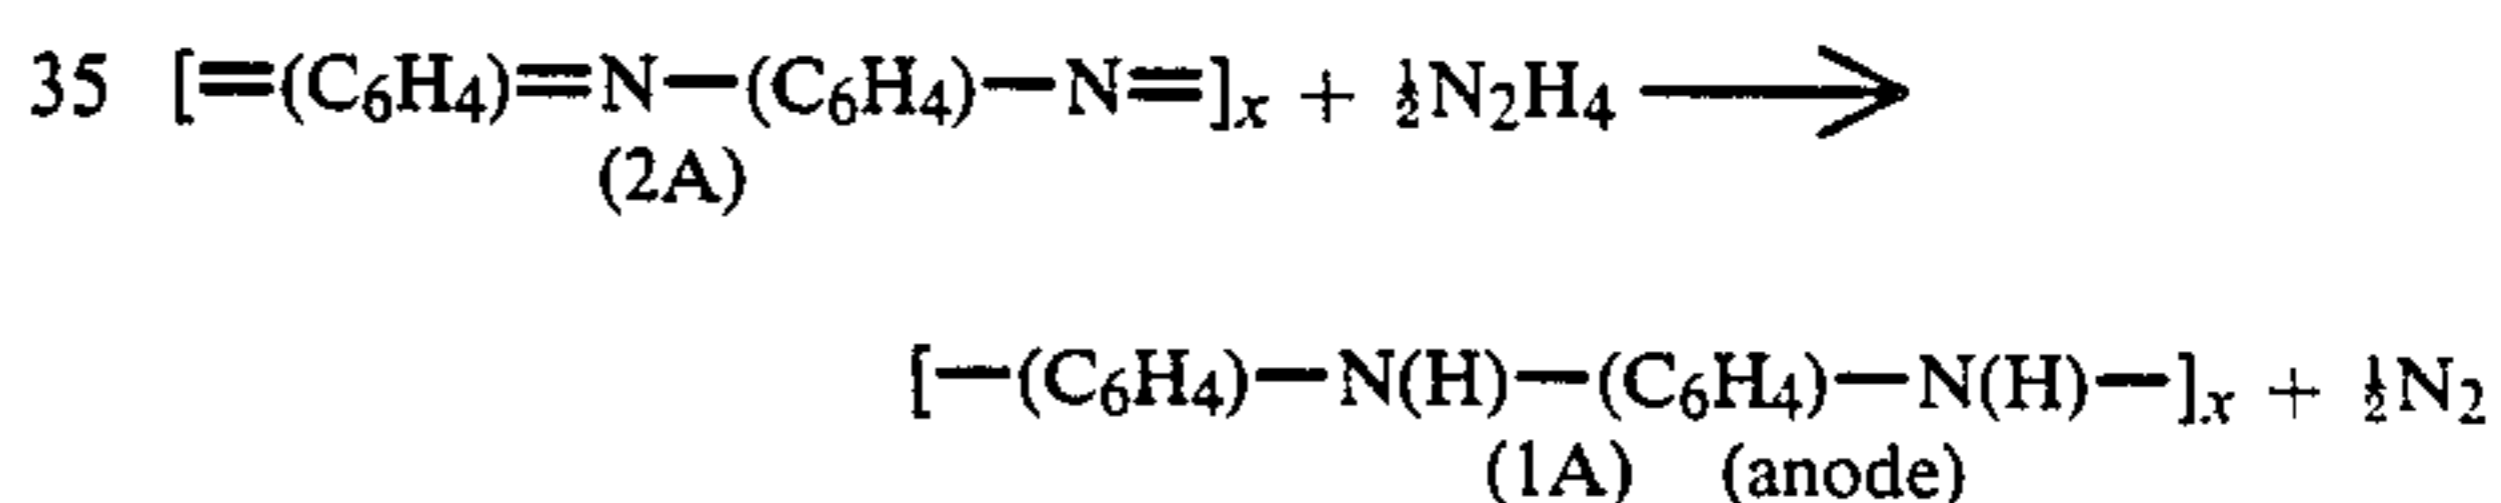 35 [=(C₆H₄)=N—(C₆H₄)—N=]ₓ + ½N₂H₄ ⟶
(2A)
[—(C₆H₄)—N(H)—(C₆H₄)—N(H)—]ₓ + ½N₂
(1A) (anode)